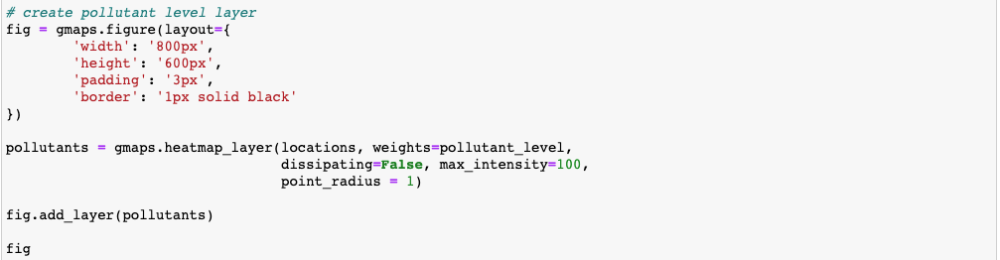 # create pollutant level layer
fig = gmaps.figure(layout={
        'width': '800px',
        'height': '600px',
        'padding': '3px',
        'border': '1px solid black'
})

pollutants = gmaps.heatmap_layer(locations, weights=pollutant_level,
                                 dissipating=False, max_intensity=100,
                                 point_radius = 1)

fig.add_layer(pollutants)

fig